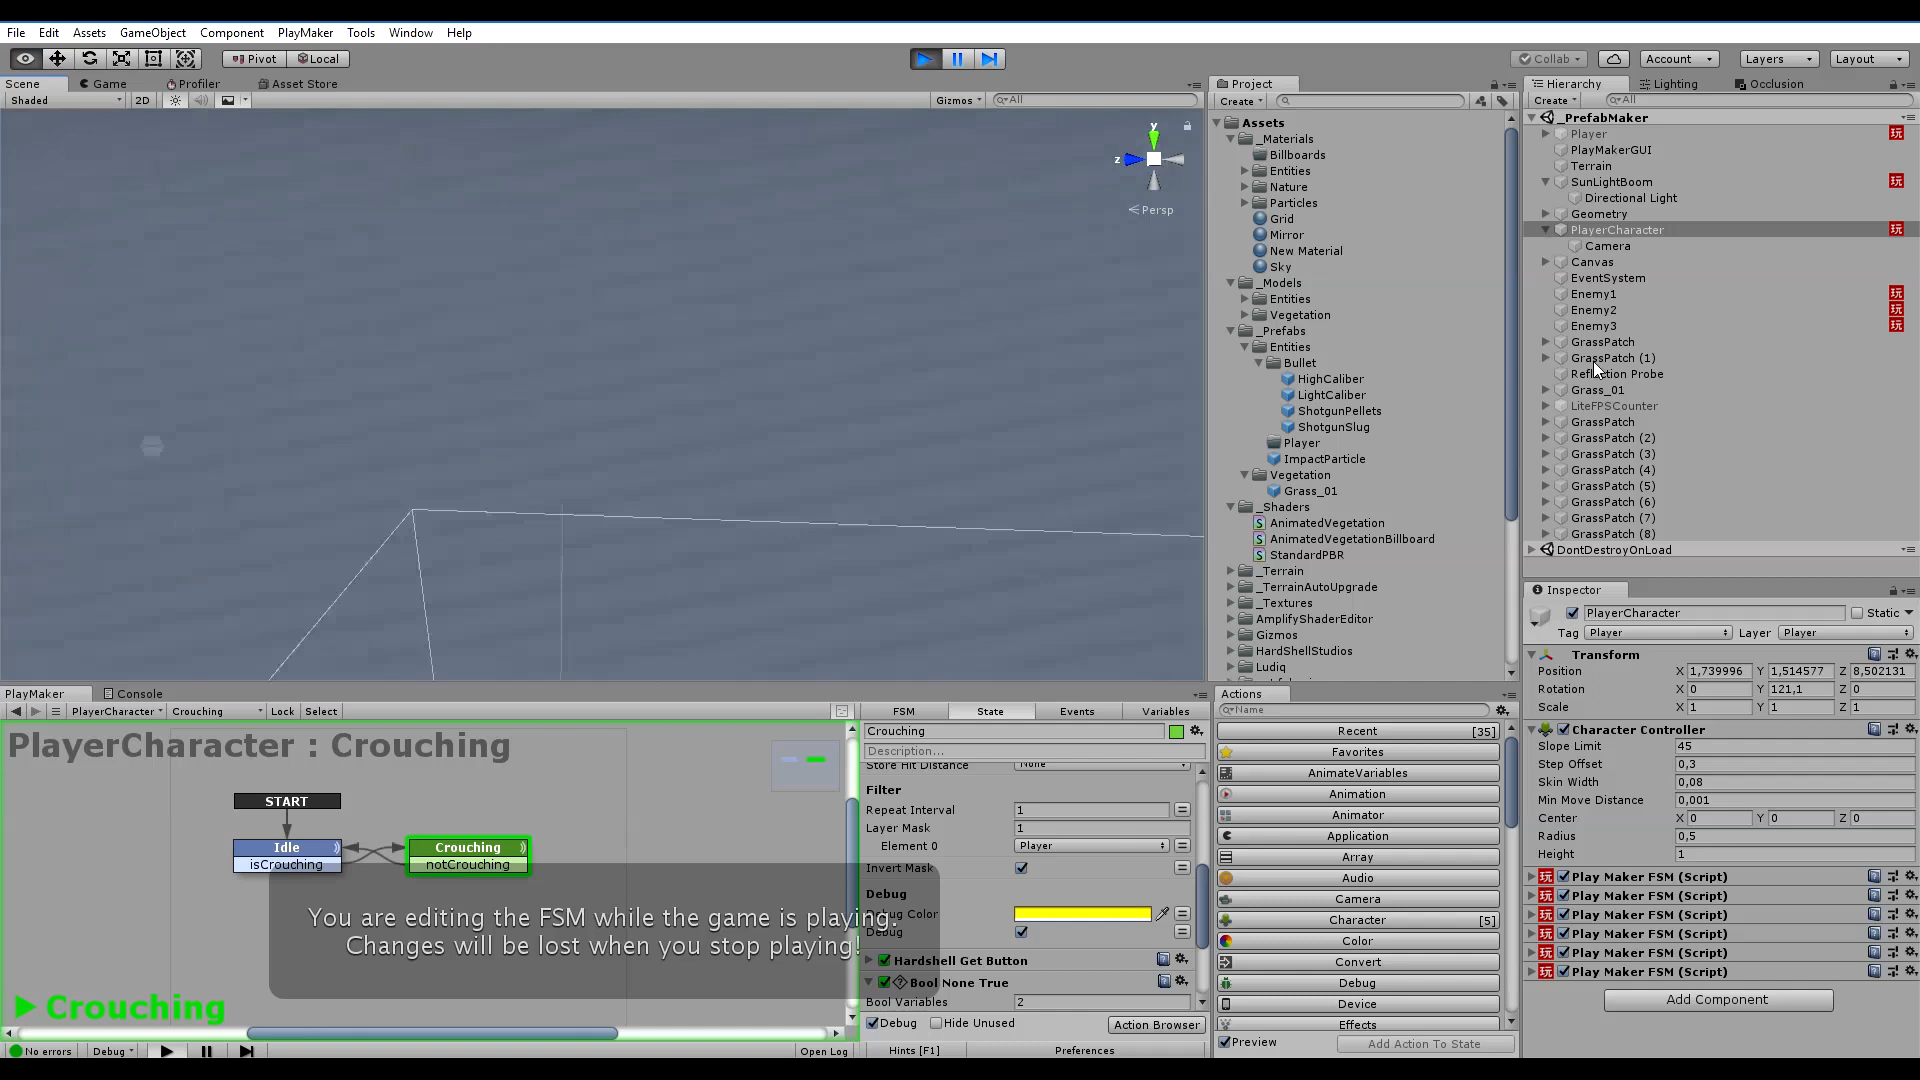 File Edit Assets GameObject Component PlayMaker Tools Window Help
Pivot Local Collab Account Layers Layout
Scene Game Profiler Asset Store
Shaded 2D Gizmos All
y
z
Persp
Project
Create
Assets
_Materials
Billboards
Entities
Nature
Particles
Grid
Mirror
New Material
Sky
_Models
Entities
Vegetation
_Prefabs
Entities
Bullet
HighCaliber
LightCaliber
ShotgunPellets
ShotgunSlug
Player
ImpactParticle
Vegetation
Grass_01
_Shaders
AnimatedVegetation
AnimatedVegetationBillboard
StandardPBR
_Terrain
_TerrainAutoUpgrade
_Textures
AmplifyShaderEditor
Gizmos
HardShellStudios
Ludiq
Hierarchy Lighting Occlusion
Create All
_PrefabMaker
Player 玩
PlayMakerGUI
Terrain
SunLightBoom 玩
Directional Light
Geometry
PlayerCharacter 玩
Camera
Canvas
EventSystem
Enemy1 玩
Enemy2 玩
Enemy3 玩
GrassPatch
GrassPatch (1)
Reflection Probe
Grass_01
LiteFPSCounter
GrassPatch
GrassPatch (2)
GrassPatch (3)
GrassPatch (4)
GrassPatch (5)
GrassPatch (6)
GrassPatch (7)
GrassPatch (8)
DontDestroyOnLoad
Inspector
PlayerCharacter Static
Tag Player Layer Player
Transform
Position X 1,739996 Y 1,514577 Z 8,502131
Rotation X 0 Y 121,1 Z 0
Scale X 1 Y 1 Z 1
Character Controller
Slope Limit 45
Step Offset 0,3
Skin Width 0,08
Min Move Distance 0,001
Center X 0 Y 0 Z 0
Radius 0,5
Height 1
玩 Play Maker FSM (Script)
玩 Play Maker FSM (Script)
玩 Play Maker FSM (Script)
玩 Play Maker FSM (Script)
玩 Play Maker FSM (Script)
玩 Play Maker FSM (Script)
Add Component
PlayMaker Console
PlayerCharacter Crouching Lock Select
PlayerCharacter : Crouching
START
Idle
isCrouching
Crouching
notCrouching
You are editing the FSM while the game is playing.
Changes will be lost when you stop playing!
Crouching
No errors Debug Open Log
FSM State Events Variables
Crouching
Description...
Store Hit Distance None
Filter
Repeat Interval 1
Layer Mask 1
Element 0 Player
Invert Mask
Debug
Debug Color
Debug
Hardshell Get Button
Bool None True
Bool Variables 2
Debug Hide Unused Action Browser
Hints [F1] Preferences
Actions
Name
Recent [35]
Favorites
AnimateVariables
Animation
Animator
Application
Array
Audio
Camera
Character [5]
Color
Convert
Debug
Device
Effects
Preview Add Action To State